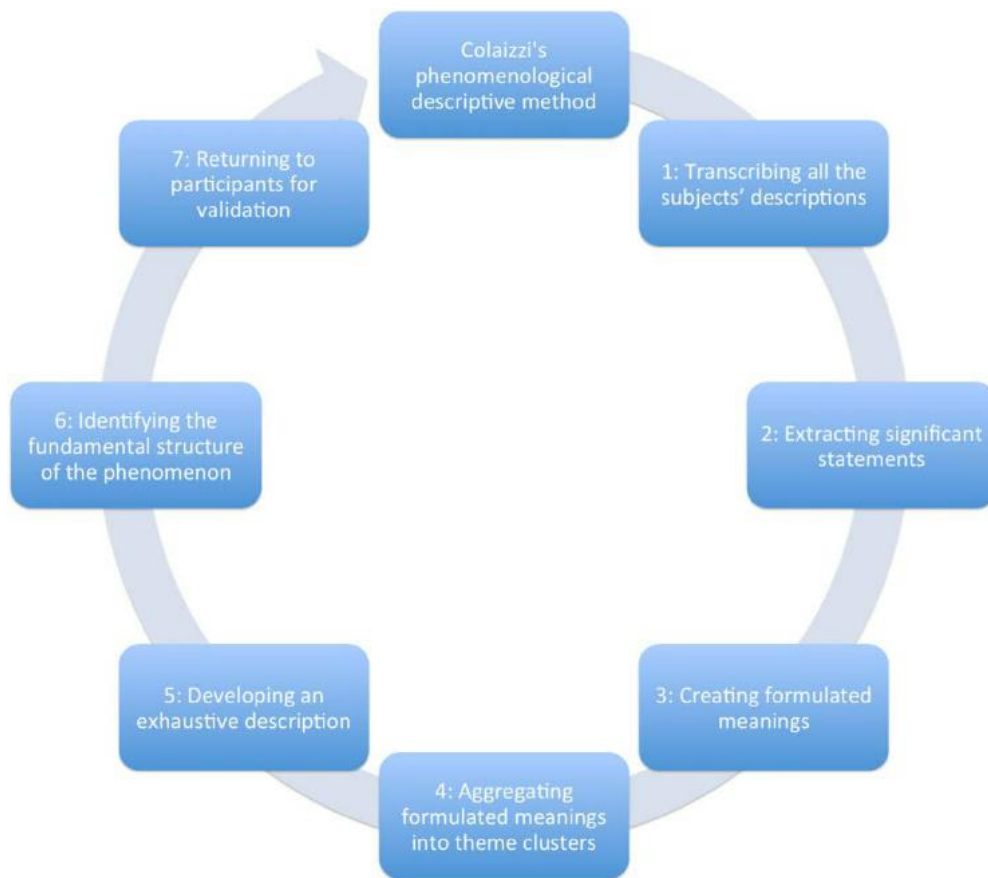 Colaizzi's
phenomenological
descriptive method
1: Transcribing all the
subjects’ descriptions
2: Extracting significant
statements
3: Creating formulated
meanings
4: Aggregating
formulated meanings
into theme clusters
5: Developing an
exhaustive description
6: Identifying the
fundamental structure
of the phenomenon
7: Returning to
participants for
validation